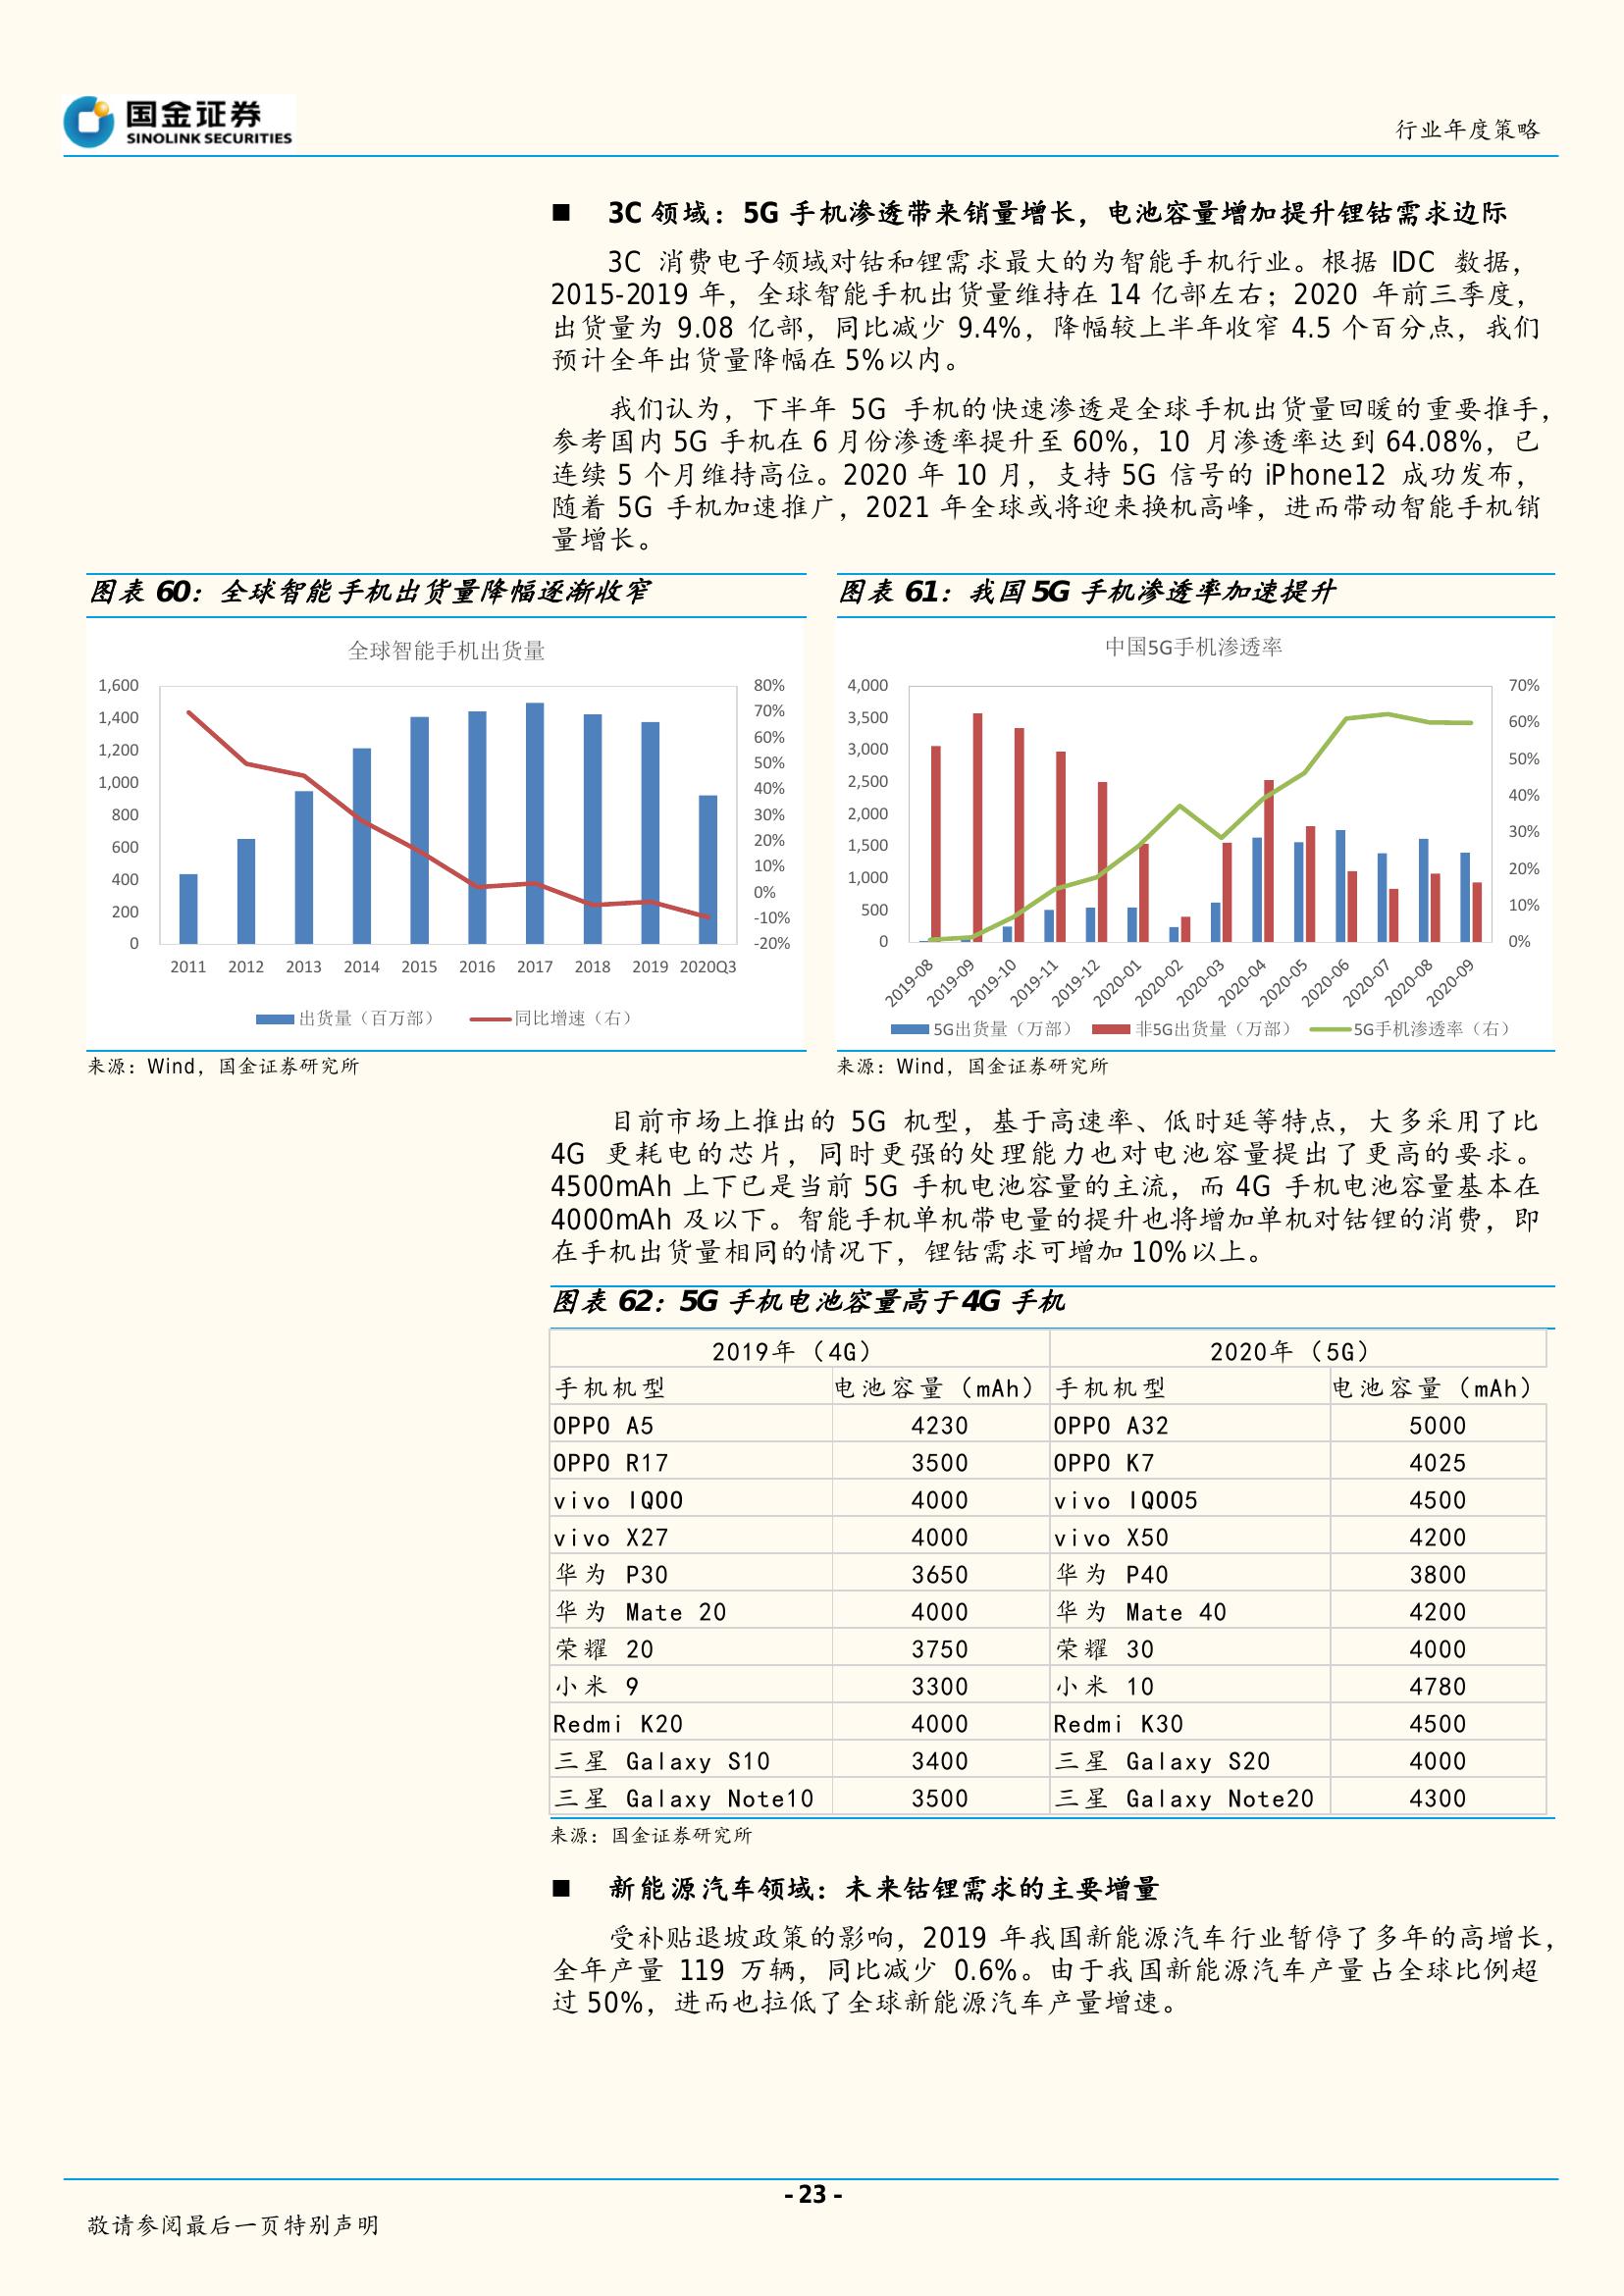 国金证券
SINOLINK SECURITIES
行业年度策略
■ 3C 领域：5G 手机渗透带来销量增长，电池容量增加提升锂钴需求边际
3C 消费电子领域对钴和锂需求最大的为智能手机行业。根据 IDC 数据，
2015-2019 年，全球智能手机出货量维持在 14 亿部左右；2020 年前三季度，
出货量为 9.08 亿部，同比减少 9.4%，降幅较上半年收窄 4.5 个百分点，我们
预计全年出货量降幅在 5%以内。
我们认为，下半年 5G 手机的快速渗透是全球手机出货量回暖的重要推手，
参考国内 5G 手机在 6 月份渗透率提升至 60%，10 月渗透率达到 64.08%，已
连续 5 个月维持高位。2020 年 10 月，支持 5G 信号的 iPhone12 成功发布，
随着 5G 手机加速推广，2021 年全球或将迎来换机高峰，进而带动智能手机销
量增长。
图表 60：全球智能手机出货量降幅逐渐收窄
全球智能手机出货量
1,600
1,400
1,200
1,000
800
600
400
200
0
80%
70%
60%
50%
40%
30%
20%
10%
0%
-10%
-20%
2011 2012 2013 2014 2015 2016 2017 2018 2019 2020Q3
出货量（百万部） 同比增速（右）
来源：Wind，国金证券研究所
图表 61：我国 5G 手机渗透率加速提升
中国5G手机渗透率
4,000
3,500
3,000
2,500
2,000
1,500
1,000
500
0
70%
60%
50%
40%
30%
20%
10%
0%
2019-08 2019-09 2019-10 2019-11 2019-12 2020-01 2020-02 2020-03 2020-04 2020-05 2020-06 2020-07 2020-08 2020-09
5G出货量（万部） 非5G出货量（万部） 5G手机渗透率（右）
来源：Wind，国金证券研究所
目前市场上推出的 5G 机型，基于高速率、低时延等特点，大多采用了比
4G 更耗电的芯片，同时更强的处理能力也对电池容量提出了更高的要求。
4500mAh 上下已是当前 5G 手机电池容量的主流，而 4G 手机电池容量基本在
4000mAh 及以下。智能手机单机带电量的提升也将增加单机对钴锂的消费，即
在手机出货量相同的情况下，锂钴需求可增加 10%以上。
图表 62：5G 手机电池容量高于 4G 手机
2019年（4G） 2020年（5G）
手机机型 电池容量（mAh） 手机机型 电池容量（mAh）
OPPO A5 4230 OPPO A32 5000
OPPO R17 3500 OPPO K7 4025
vivo IQOO 4000 vivo IQOO5 4500
vivo X27 4000 vivo X50 4200
华为 P30 3650 华为 P40 3800
华为 Mate 20 4000 华为 Mate 40 4200
荣耀 20 3750 荣耀 30 4000
小米 9 3300 小米 10 4780
Redmi K20 4000 Redmi K30 4500
三星 Galaxy S10 3400 三星 Galaxy S20 4000
三星 Galaxy Note10 3500 三星 Galaxy Note20 4300
来源：国金证券研究所
■ 新能源汽车领域：未来钴锂需求的主要增量
受补贴退坡政策的影响，2019 年我国新能源汽车行业暂停了多年的高增长，
全年产量 119 万辆，同比减少 0.6%。由于我国新能源汽车产量占全球比例超
过 50%，进而也拉低了全球新能源汽车产量增速。
- 23 -
敬请参阅最后一页特别声明